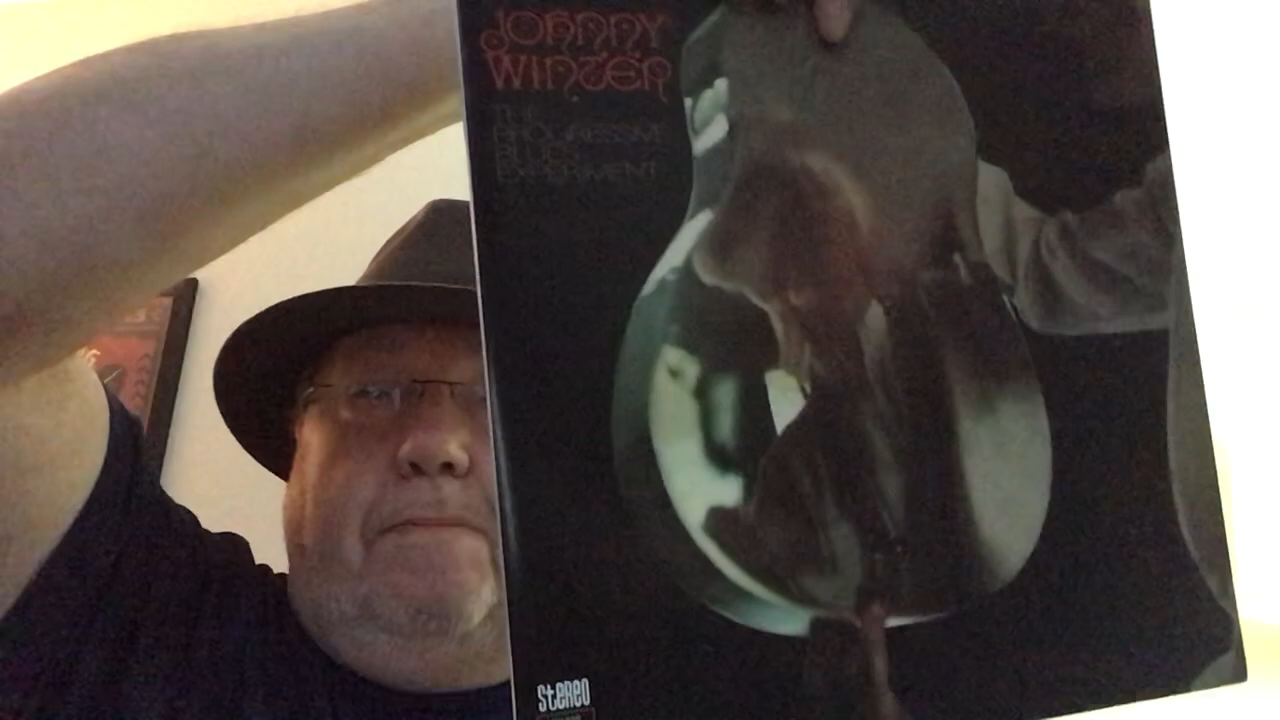 JOHNNY
WINTER
THE
PROGRESSIVE
BLUES
EXPERIMENT
STEREO